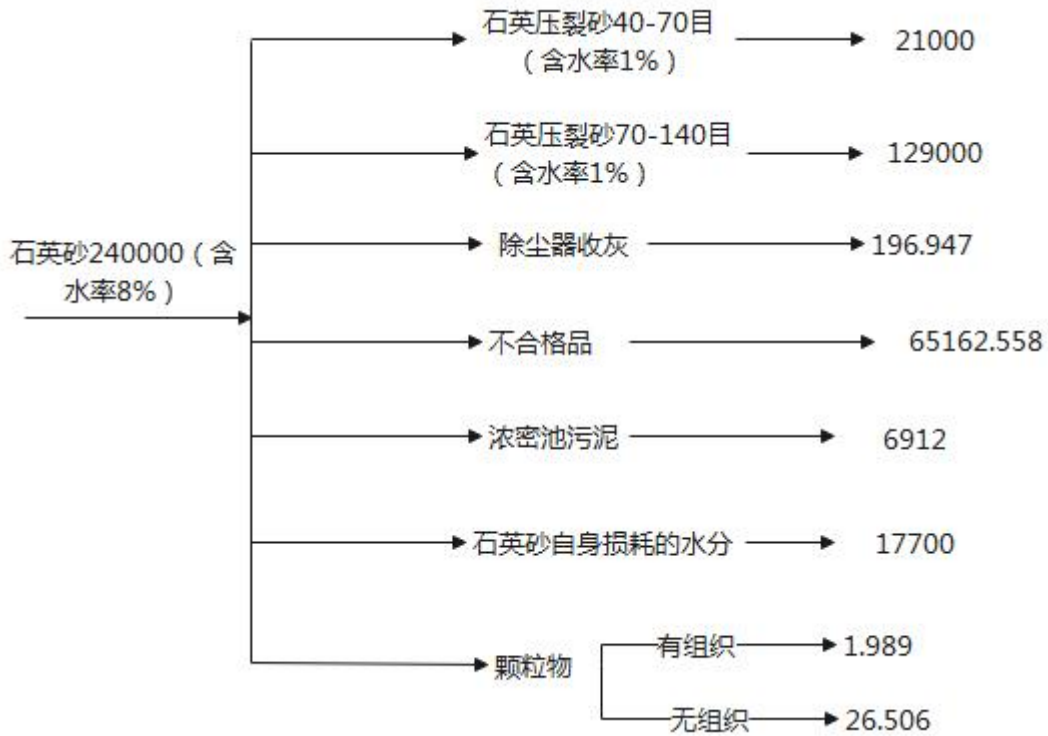 石英压裂砂40-70目
（含水率1%）
21000
石英压裂砂70-140目
（含水率1%）
129000
石英砂240000（含
水率8%）
除尘器收灰
196.947
不合格品
65162.558
浓密池污泥
6912
石英砂自身损耗的水分
17700
颗粒物
有组织
1.989
无组织
26.506